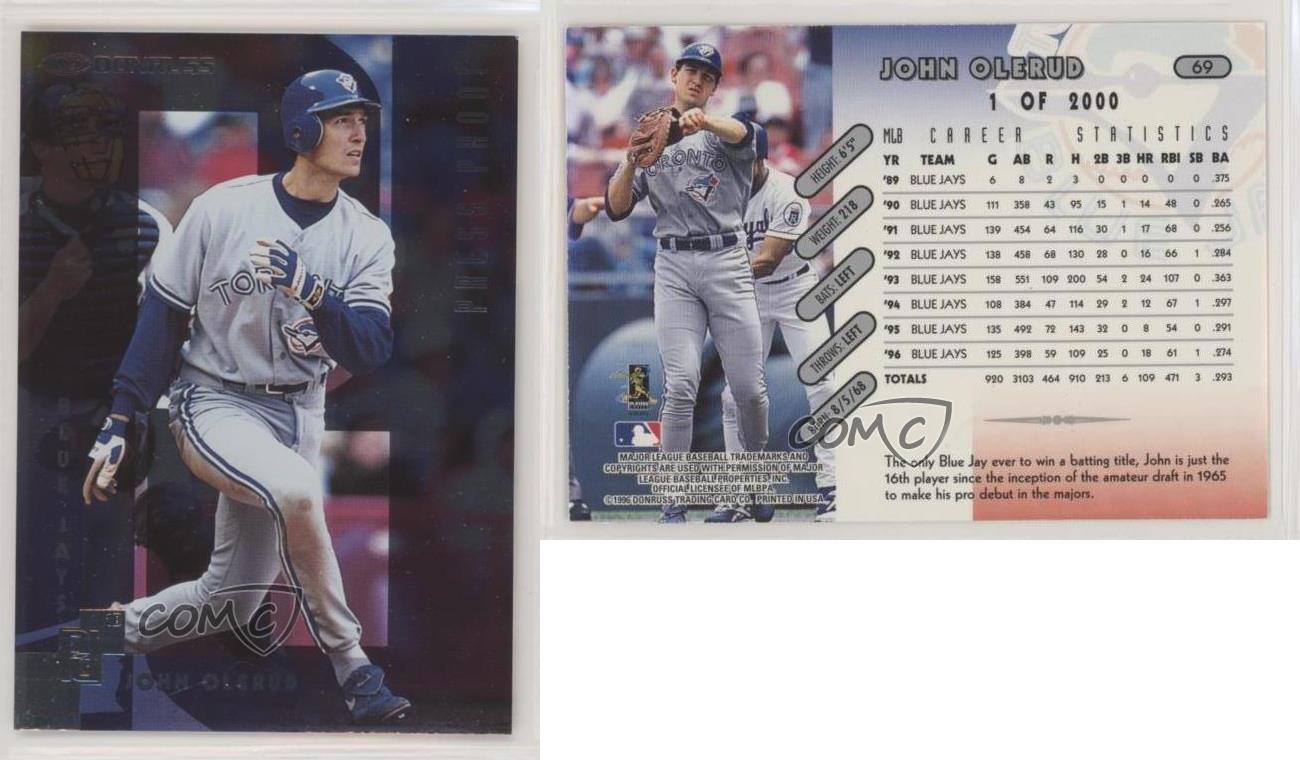 DONRUSS
PRESS PROOF
TORONTO
BLUE JAYS
JOHN OLERUD
COMC
JOHN OLERUD
69
1 OF 2000
MLB CAREER STATISTICS
YR TEAM G AB R H 2B 3B HR RBI SB BA
'89 BLUE JAYS 6 8 2 3 0 0 0 0 0 .375
'90 BLUE JAYS 111 358 43 95 15 1 14 48 0 .265
'91 BLUE JAYS 139 454 64 116 30 1 17 68 0 .256
'92 BLUE JAYS 138 458 68 130 28 0 16 66 1 .284
'93 BLUE JAYS 158 551 109 200 54 2 24 107 0 .363
'94 BLUE JAYS 108 384 47 114 29 2 12 67 1 .297
'95 BLUE JAYS 135 492 72 143 32 0 8 54 0 .291
'96 BLUE JAYS 125 398 59 109 25 0 18 61 1 .274
TOTALS 920 3103 464 910 213 6 109 471 3 .293
HEIGHT: 6'5"
WEIGHT: 218
BATS: LEFT
THROWS: LEFT
BORN: 8/5/68
TORONTO
COMC
The only Blue Jay ever to win a batting title, John is just the
16th player since the inception of the amateur draft in 1965
to make his pro debut in the majors.
MAJOR LEAGUE BASEBALL TRADEMARKS AND
COPYRIGHTS ARE USED WITH PERMISSION OF MAJOR
LEAGUE BASEBALL PROPERTIES, INC.
OFFICIAL LICENSEE OF MLBPA
©1996 DONRUSS TRADING CARD CO. PRINTED IN USA